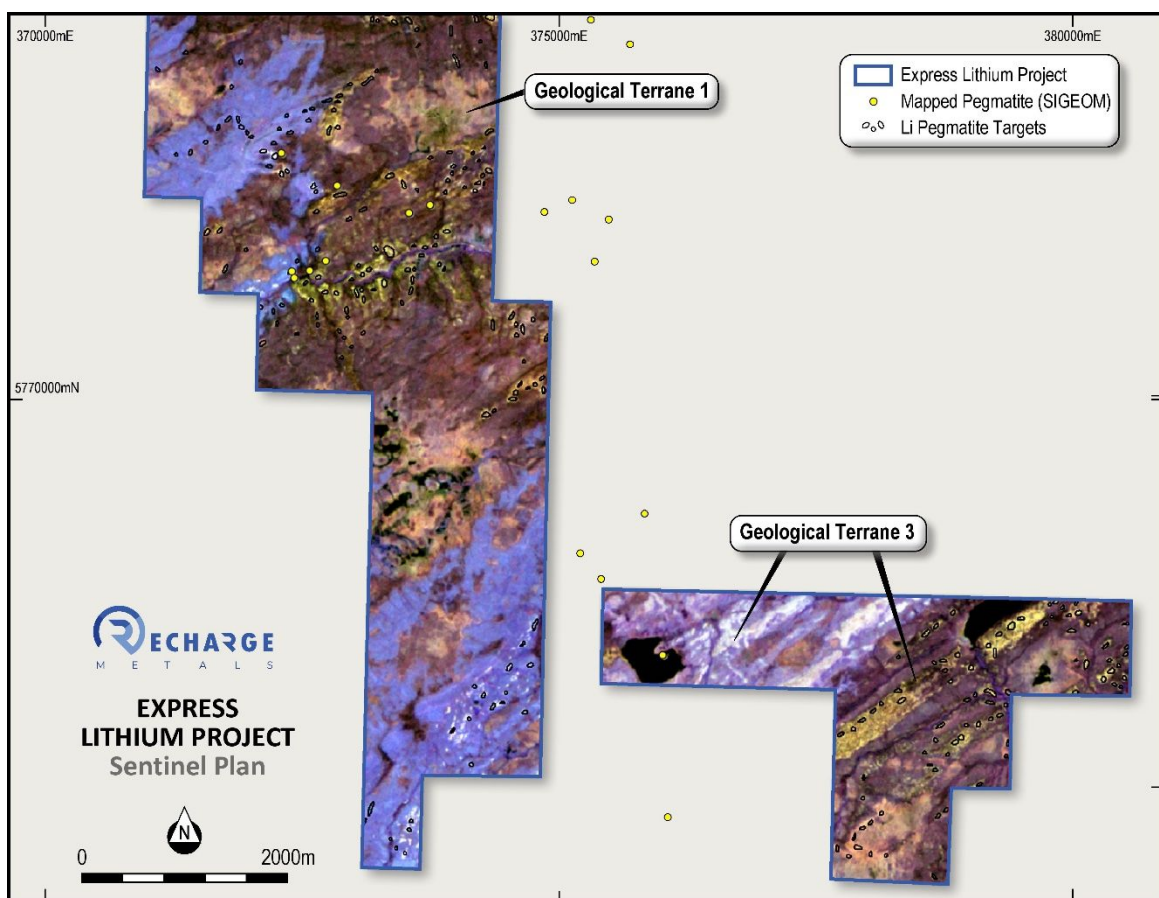 370000mE
375000mE
380000mE
Express Lithium Project
Mapped Pegmatite (SIGEOM)
Li Pegmatite Targets
Geological Terrane 1
5770000mN
Geological Terrane 3
RECHARGE
METALS
EXPRESS
LITHIUM PROJECT
Sentinel Plan
N
0 2000m